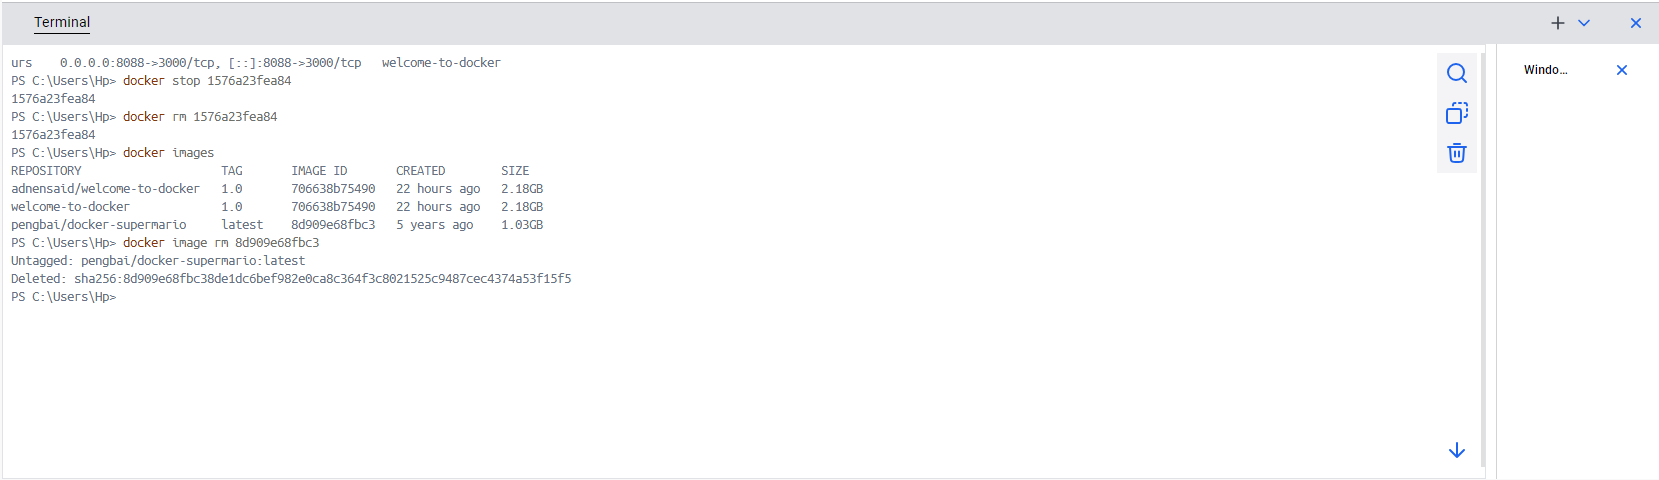 Terminal
urs    0.0.0.0:8088->3000/tcp, [::]:8088->3000/tcp   welcome-to-docker
PS C:\Users\Hp> docker stop 1576a23fea84
1576a23fea84
PS C:\Users\Hp> docker rm 1576a23fea84
1576a23fea84
PS C:\Users\Hp> docker images
REPOSITORY                    TAG       IMAGE ID       CREATED        SIZE
adnensaid/welcome-to-docker   1.0       706638b75490   22 hours ago   2.18GB
welcome-to-docker             1.0       706638b75490   22 hours ago   2.18GB
pengbai/docker-supermario     latest    8d909e68fbc3   5 years ago    1.03GB
PS C:\Users\Hp> docker image rm 8d909e68fbc3
Untagged: pengbai/docker-supermario:latest
Deleted: sha256:8d909e68fbc38de1dc6bef982e0ca8c364f3c8021525c9487cec4374a53f15f5
PS C:\Users\Hp>
Windo...